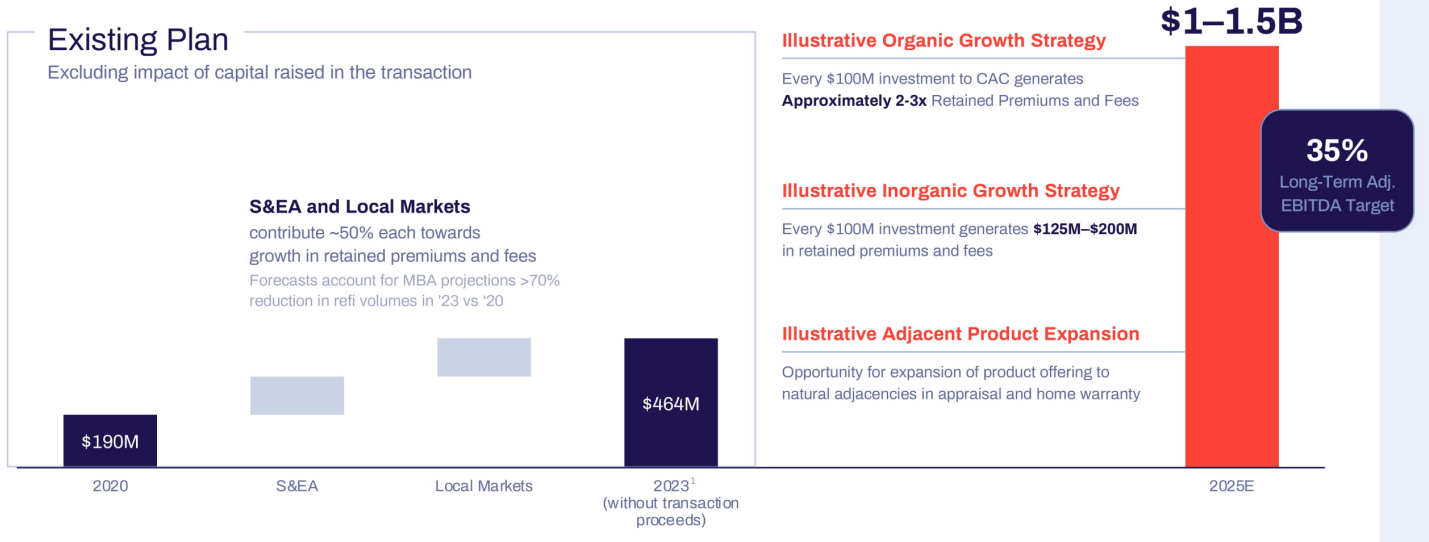 Existing Plan
Excluding impact of capital raised in the transaction
S&EA and Local Markets
contribute ~50% each towards
growth in retained premiums and fees
Forecasts account for MBA projections >70%
reduction in refi volumes in '23 vs ‘20
$190M
$464M
2020
S&EA
Local Markets
2023¹
(without transaction
proceeds)
Illustrative Organic Growth Strategy
Every $100M investment to CAC generates
Approximately 2-3x Retained Premiums and Fees
Illustrative Inorganic Growth Strategy
Every $100M investment generates $125M–$200M
in retained premiums and fees
Illustrative Adjacent Product Expansion
Opportunity for expansion of product offering to
natural adjacencies in appraisal and home warranty
$1–1.5B
35%
Long-Term Adj.
EBITDA Target
2025E